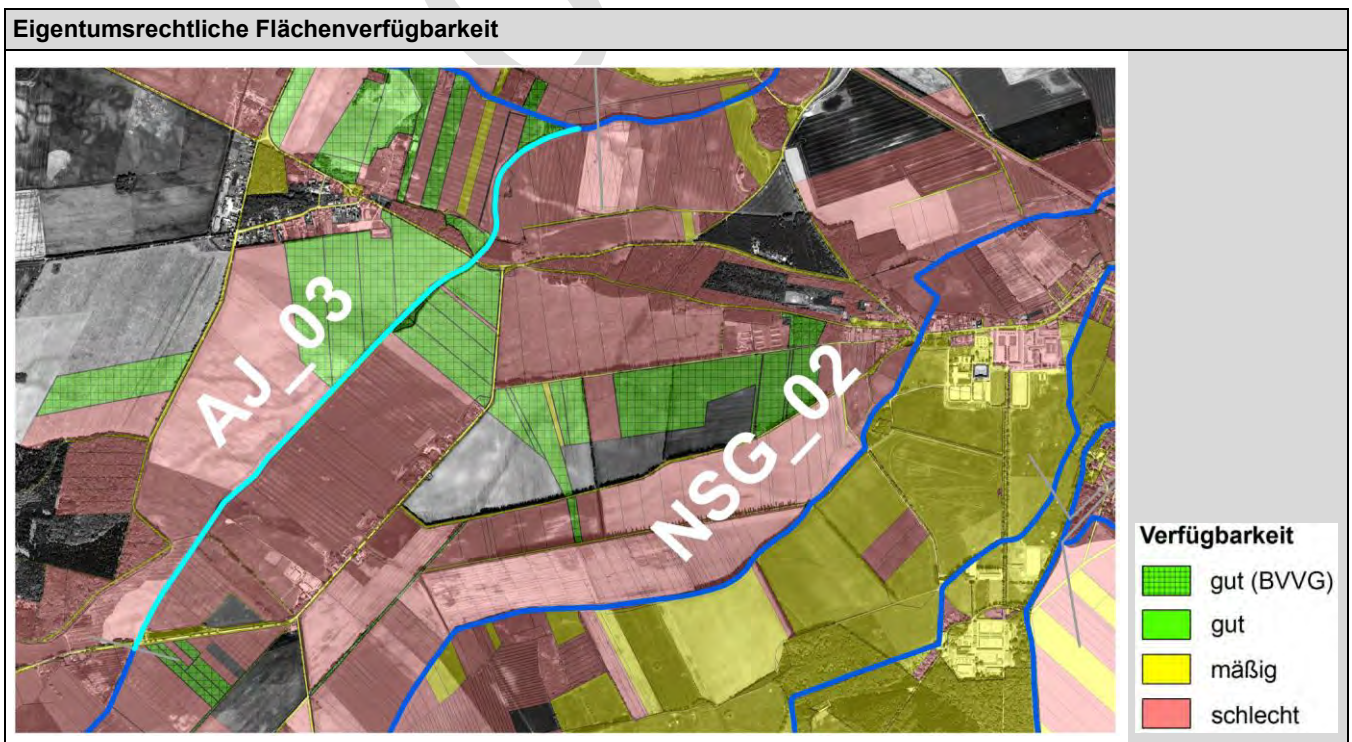 Eigentumsrechtliche Flächenverfügbarkeit
AJ_03
NSG_02
Verfügbarkeit
gut (BVVG)
gut
mäßig
schlecht